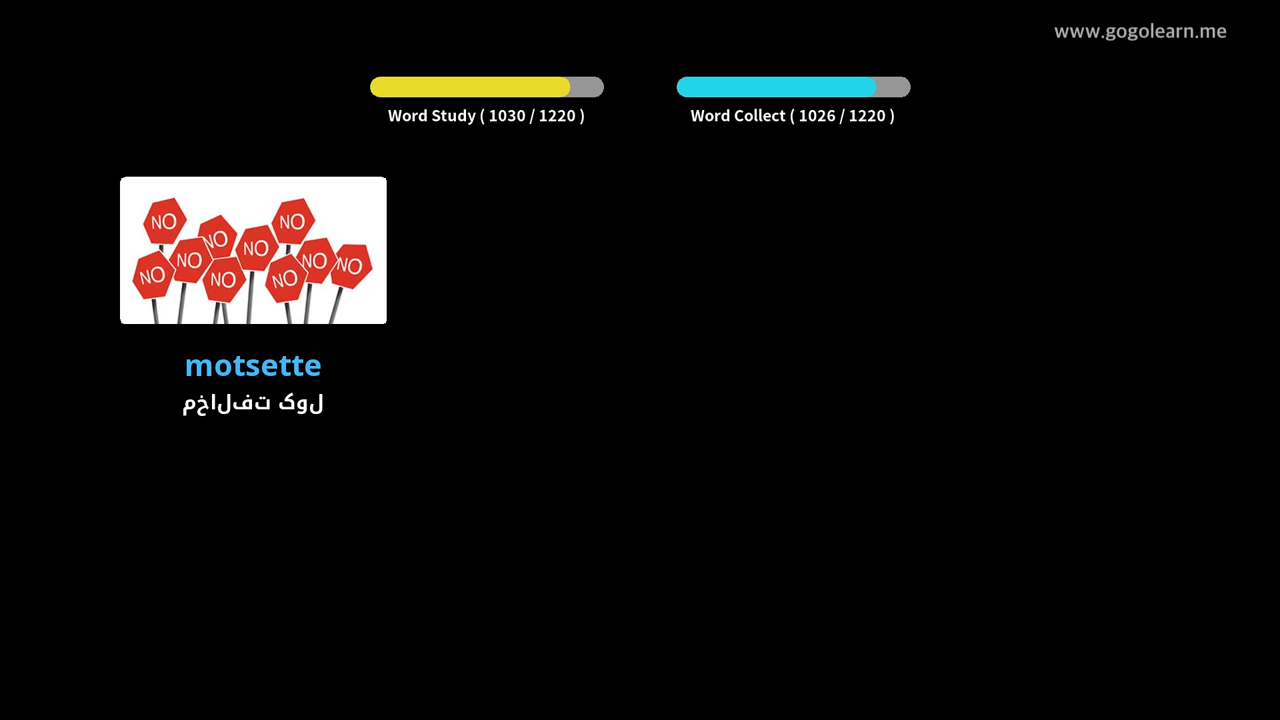 www.gogolearn.me
Word Study ( 1030 / 1220 )
Word Collect ( 1026 / 1220 )
NO
NO
NO
NO
NO
NO
NO
NO
NO
NO
motsette
مخالفت کول